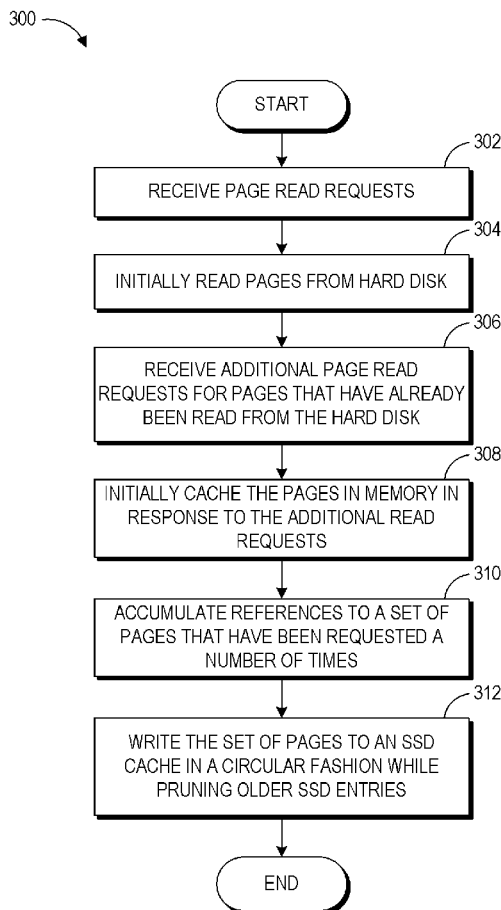 300
START
302
RECEIVE PAGE READ REQUESTS
304
INITIALLY READ PAGES FROM HARD DISK
306
RECEIVE ADDITIONAL PAGE READ
REQUESTS FOR PAGES THAT HAVE ALREADY
BEEN READ FROM THE HARD DISK
308
INITIALLY CACHE THE PAGES IN MEMORY IN
RESPONSE TO THE ADDITIONAL READ
REQUESTS
310
ACCUMULATE REFERENCES TO A SET OF
PAGES THAT HAVE BEEN REQUESTED A
NUMBER OF TIMES
312
WRITE THE SET OF PAGES TO AN SSD
CACHE IN A CIRCULAR FASHION WHILE
PRUNING OLDER SSD ENTRIES
END